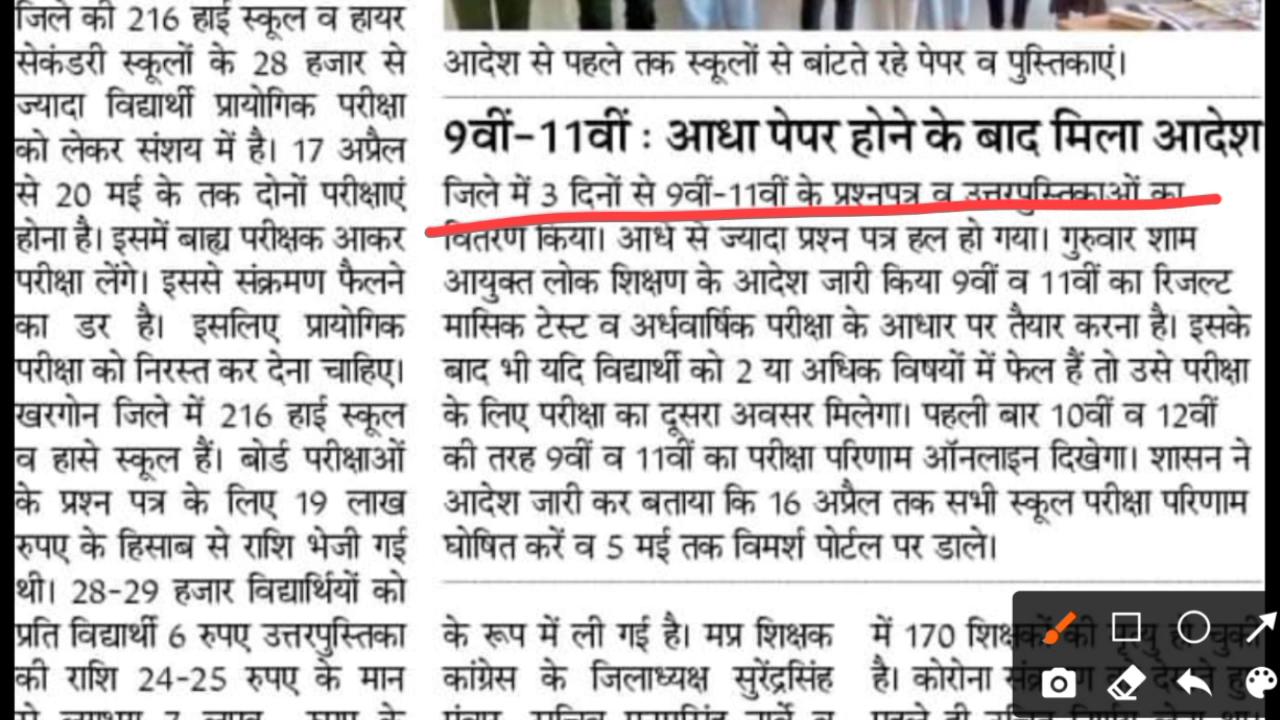 जिले की 216 हाई स्कूल व हायर
सेकंडरी स्कूलों के 28 हजार से
ज्यादा विद्यार्थी प्रायोगिक परीक्षा
को लेकर संशय में है। 17 अप्रैल
से 20 मई के तक दोनों परीक्षाएं
होना है। इसमें बाह्य परीक्षक आकर
परीक्षा लेंगे। इससे संक्रमण फैलने
का डर है। इसलिए प्रायोगिक
परीक्षा को निरस्त कर देना चाहिए।
खरगोन जिले में 216 हाई स्कूल
व हासे स्कूल हैं। बोर्ड परीक्षाओं
के प्रश्न पत्र के लिए 19 लाख
रुपए के हिसाब से राशि भेजी गई
थी। 28-29 हजार विद्यार्थियों को
प्रति विद्यार्थी 6 रुपए उत्तरपुस्तिका
की राशि 24-25 रुपए के मान
आदेश से पहले तक स्कूलों से बांटते रहे पेपर व पुस्तिकाएं।
9वीं-11वीं : आधा पेपर होने के बाद मिला आदेश
जिले में 3 दिनों से 9वीं-11वीं के प्रश्नपत्र व उत्तरपुस्तिकाओं का
वितरण किया। आधे से ज्यादा प्रश्न पत्र हल हो गया। गुरुवार शाम
आयुक्त लोक शिक्षण के आदेश जारी किया 9वीं व 11वीं का रिजल्ट
मासिक टेस्ट व अर्धवार्षिक परीक्षा के आधार पर तैयार करना है। इसके
बाद भी यदि विद्यार्थी को 2 या अधिक विषयों में फेल हैं तो उसे परीक्षा
के लिए परीक्षा का दूसरा अवसर मिलेगा। पहली बार 10वीं व 12वीं
की तरह 9वीं व 11वीं का परीक्षा परिणाम ऑनलाइन दिखेगा। शासन ने
आदेश जारी कर बताया कि 16 अप्रैल तक सभी स्कूल परीक्षा परिणाम
घोषित करें व 5 मई तक विमर्श पोर्टल पर डाले।
के रूप में ली गई है। मप्र शिक्षक
कांग्रेस के जिलाध्यक्ष सुरेंद्रसिंह
में 170 शिक्षकों की
है। कोरोना